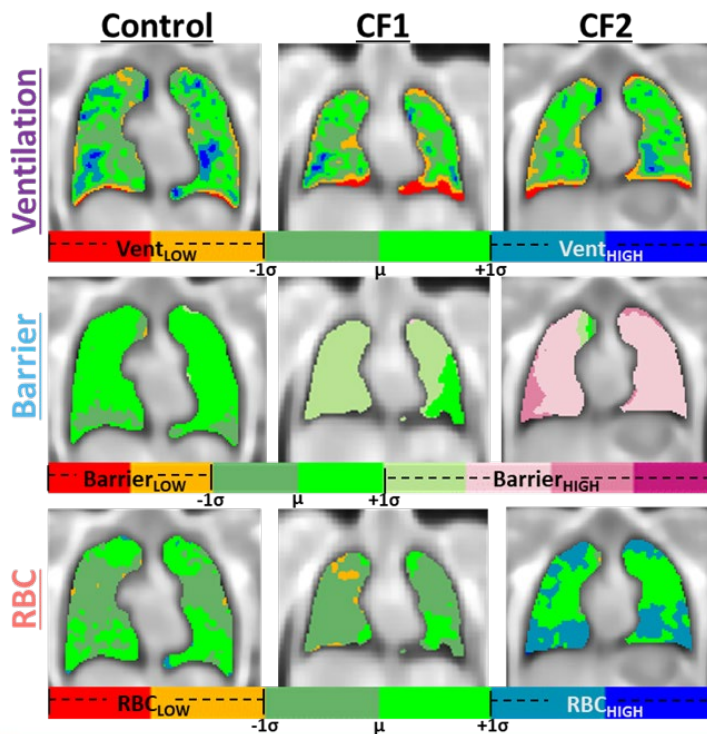 Control CF1 CF2
Ventilation
VentLOW VentHIGH
-1σ μ +1σ
Barrier
BarrierLOW BarrierHIGH
-1σ μ +1σ
RBC
RBCLOW RBCHIGH
-1σ μ +1σ